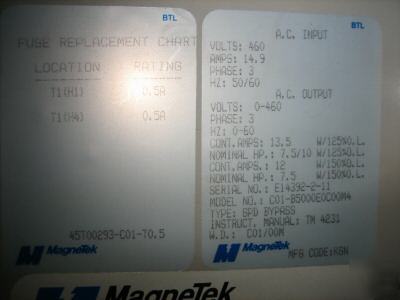 BTL
FUSE REPLACEMENT CHART
LOCATION & RATING
T1(H1) 0.5A
T1(H4) 0.5A
45T00293-C01-T0.5
MagneTek
BTL
A.C. INPUT
VOLTS: 460
AMPS: 14.9
PHASE: 3
HZ: 50/60
A.C. OUTPUT
VOLTS: 0-460
PHASE: 3
HZ: 0-60
CONT.AMPS: 13.5 W/125%O.L.
NOMINAL HP.: 7.5/10 W/125%O.L.
CONT.AMPS.: 12 W/150%O.L.
NOMINAL HP.: 7.5 W/150%O.L.
SERIAL NO.: E14392-2-11
MODEL NO.: C01-B5000E0C00M4
TYPE: GPD BYPASS
INSTRUCT. MANUAL: TM 4231
W.D.: C01/00M
MagneTek
MFG CODE:KGN
MagneTek